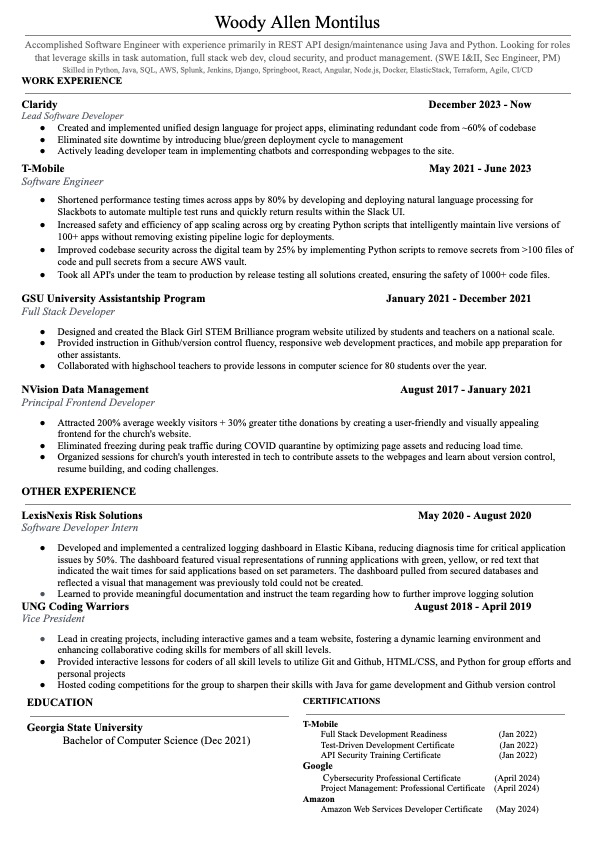 Woody Allen Montilus
Accomplished Software Engineer with experience primarily in REST API design/maintenance using Java and Python. Looking for roles
that leverage skills in task automation, full stack web dev, cloud security, and product management. (SWE I&II, Sec Engineer, PM)
Skilled in Python, Java, SQL, AWS, Splunk, Jenkins, Django, Springboot, React, Angular, Node.js, Docker, ElasticStack, Terraform, Agile, CI/CD
WORK EXPERIENCE
Claridy December 2023 - Now
Lead Software Developer
● Created and implemented unified design language for project apps, eliminating redundant code from ~60% of codebase
● Eliminated site downtime by introducing blue/green deployment cycle to management
● Actively leading developer team in implementing chatbots and corresponding webpages to the site.
T-Mobile May 2021 - June 2023
Software Engineer
● Shortened performance testing times across apps by 80% by developing and deploying natural language processing for
Slackbots to automate multiple test runs and quickly return results within the Slack UI.
● Increased safety and efficiency of app scaling across org by creating Python scripts that intelligently maintain live versions of
100+ apps without removing existing pipeline logic for deployments.
● Improved codebase security across the digital team by 25% by implementing Python scripts to remove secrets from >100 files of
code and pull secrets from a secure AWS vault.
● Took all API's under the team to production by release testing all solutions created, ensuring the safety of 1000+ code files.
GSU University Assistantship Program January 2021 - December 2021
Full Stack Developer
● Designed and created the Black Girl STEM Brilliance program website utilized by students and teachers on a national scale.
● Provided instruction in Github/version control fluency, responsive web development practices, and mobile app preparation for
other assistants.
● Collaborated with highschool teachers to provide lessons in computer science for 80 students over the year.
NVision Data Management August 2017 - January 2021
Principal Frontend Developer
● Attracted 200% average weekly visitors + 30% greater tithe donations by creating a user-friendly and visually appealing
frontend for the church's website.
● Eliminated freezing during peak traffic during COVID quarantine by optimizing page assets and reducing load time.
● Organized sessions for church's youth interested in tech to contribute assets to the webpages and learn about version control,
resume building, and coding challenges.
OTHER EXPERIENCE
LexisNexis Risk Solutions May 2020 - August 2020
Software Developer Intern
● Developed and implemented a centralized logging dashboard in Elastic Kibana, reducing diagnosis time for critical application
issues by 50%. The dashboard featured visual representations of running applications with green, yellow, or red text that
indicated the wait times for said applications based on set parameters. The dashboard pulled from secured databases and
reflected a visual that management was previously told could not be created.
● Learned to provide meaningful documentation and instruct the team regarding how to further improve logging solution
UNG Coding Warriors August 2018 - April 2019
Vice President
● Lead in creating projects, including interactive games and a team website, fostering a dynamic learning environment and
enhancing collaborative coding skills for members of all skill levels.
● Provided interactive lessons for coders of all skill levels to utilize Git and Github, HTML/CSS, and Python for group efforts and
personal projects
● Hosted coding competitions for the group to sharpen their skills with Java for game development and Github version control
EDUCATION
Georgia State University
Bachelor of Computer Science (Dec 2021)
CERTIFICATIONS
T-Mobile
Full Stack Development Readiness (Jan 2022)
Test-Driven Development Certificate (Jan 2022)
API Security Training Certificate (Jan 2022)
Google
Cybersecurity Professional Certificate (April 2024)
Project Management: Professional Certificate (April 2024)
Amazon
Amazon Web Services Developer Certificate (May 2024)